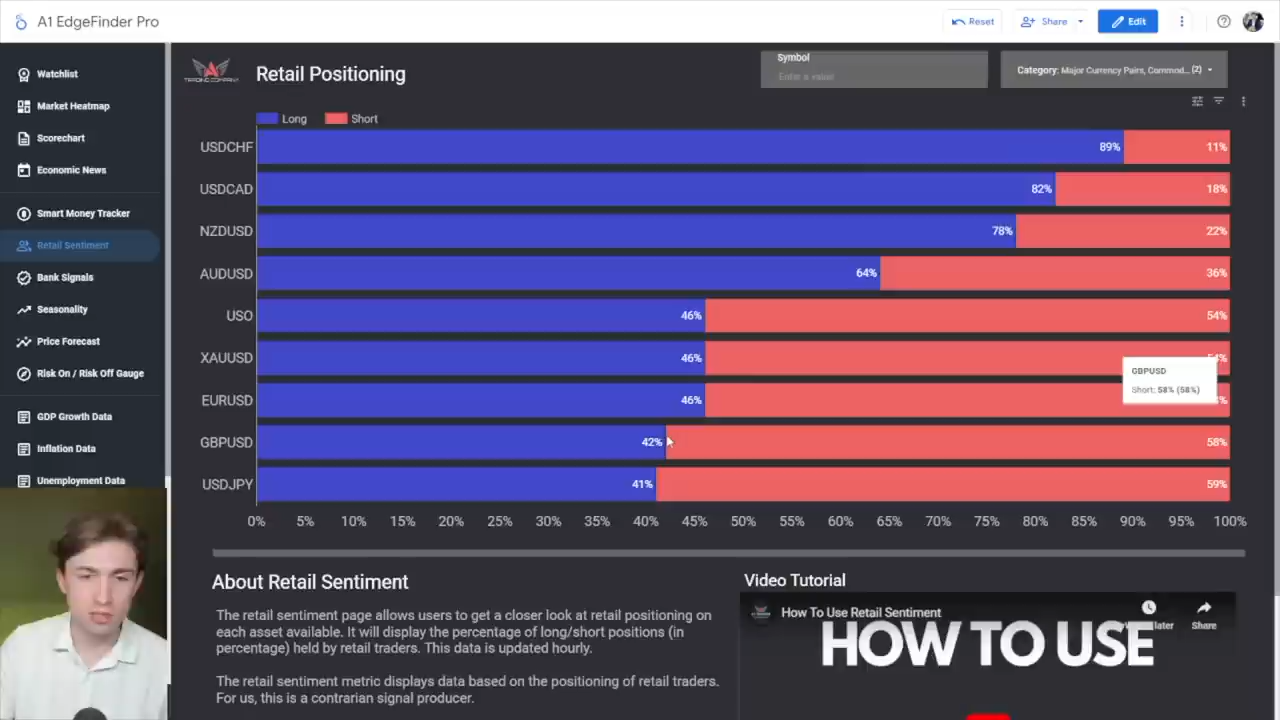 A1 EdgeFinder Pro
Reset
Share
Edit
Watchlist
Market Heatmap
Scorechart
Economic News
Smart Money Tracker
Retail Sentiment
Bank Signals
Seasonality
Price Forecast
Risk On / Risk Off Gauge
GDP Growth Data
Inflation Data
Unemployment Data
Retail Positioning
Symbol
Enter a value
Category: Major Currency Pairs, Commod... (2)
Long Short
USDCHF 89% 11%
USDCAD 82% 18%
NZDUSD 78% 22%
AUDUSD 64% 36%
USO 46% 54%
XAUUSD 46%
EURUSD 46%
GBPUSD
Short: 58% (58%)
GBPUSD 42% 58%
USDJPY 41% 59%
0% 5% 10% 15% 20% 25% 30% 35% 40% 45% 50% 55% 60% 65% 70% 75% 80% 85% 90% 95% 100%
About Retail Sentiment
The retail sentiment page allows users to get a closer look at retail positioning on
each asset available. It will display the percentage of long/short positions (in
percentage) held by retail traders. This data is updated hourly.
The retail sentiment metric displays data based on the positioning of retail traders.
For us, this is a contrarian signal producer.
Video Tutorial
How To Use Retail Sentiment
later
Share
HOW TO USE